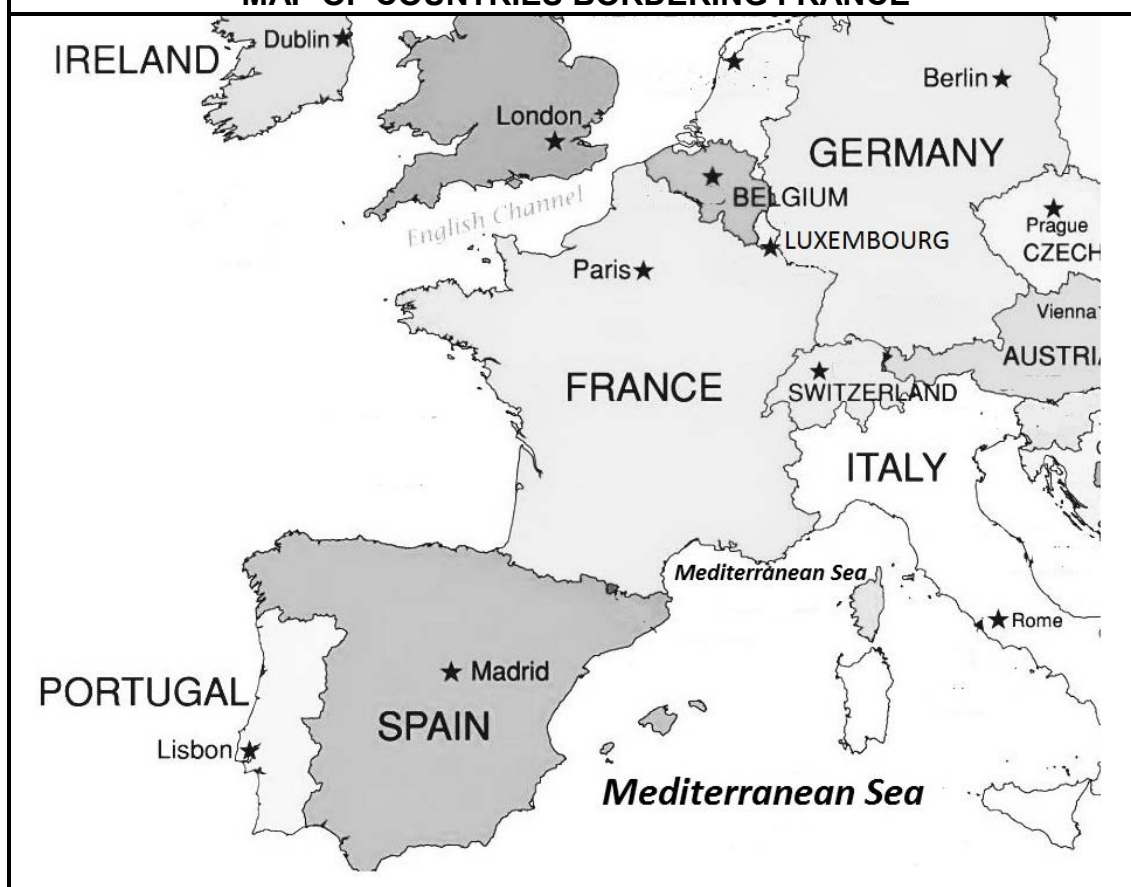 MAP OF COUNTRIES BORDERING FRANCE
IRELAND
Dublin
London
English Channel
Berlin
GERMANY
BELGIUM
LUXEMBOURG
Prague
CZECH
Vienna
AUSTRIA
Paris
FRANCE
SWITZERLAND
ITALY
Mediterranean Sea
Rome
Madrid
PORTUGAL
SPAIN
Lisbon
Mediterranean Sea